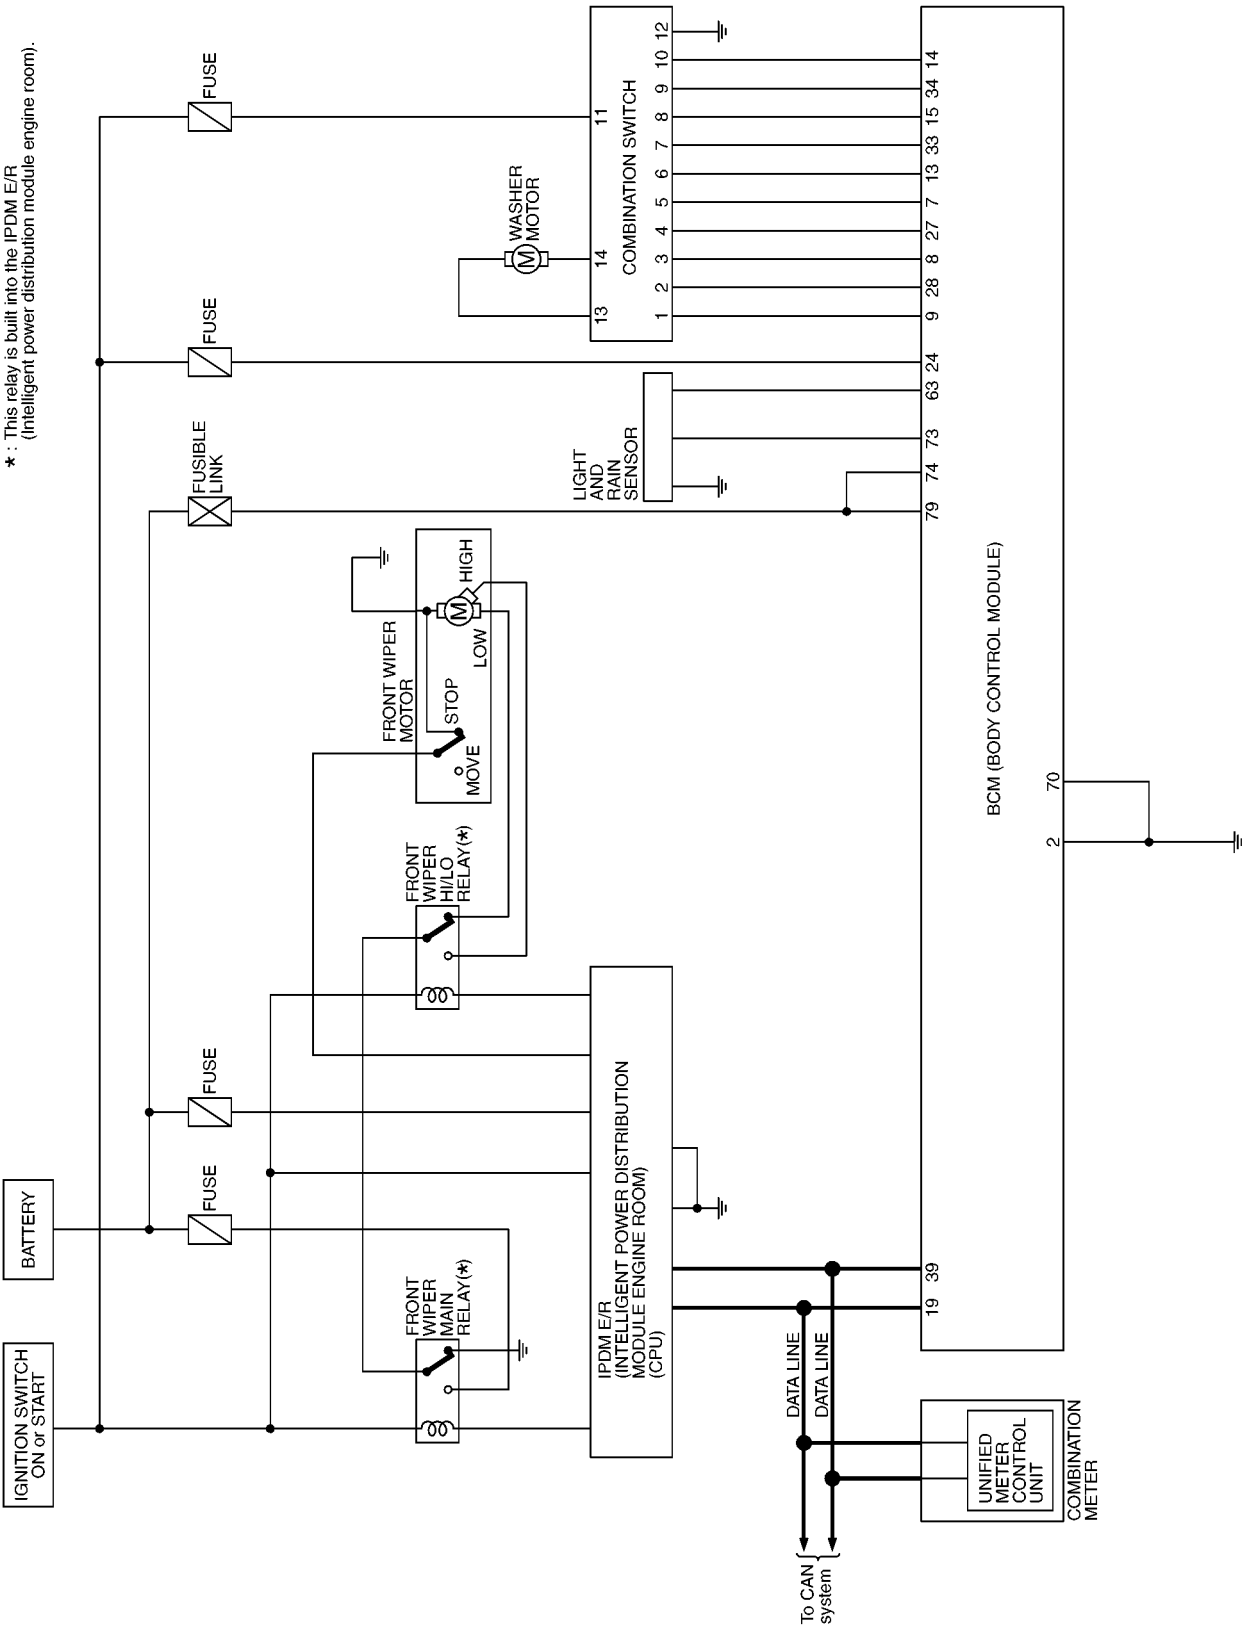 IGNITION SWITCH
ON or START
BATTERY
★ : This relay is built into the IPDM E/R
(Intelligent power distribution module engine room).
FUSE
FUSE
FUSIBLE
LINK
FUSE
FUSE
FRONT
WIPER
MAIN
RELAY(★)
FRONT
WIPER
HI/LO
RELAY(★)
FRONT WIPER
MOTOR
MOVE
STOP
LOW
HIGH
M
WASHER
MOTOR
M
LIGHT
AND
RAIN
SENSOR
IPDM E/R
(INTELLIGENT POWER DISTRIBUTION
MODULE ENGINE ROOM)
(CPU)
13
14
11
COMBINATION SWITCH
1
2
3
4
5
6
7
8
9
10
12
To CAN
system
DATA LINE
DATA LINE
19
39
79
74
73
63
24
9
28
8
27
7
13
33
15
34
14
BCM (BODY CONTROL MODULE)
2
70
UNIFIED
METER
CONTROL
UNIT
COMBINATION
METER